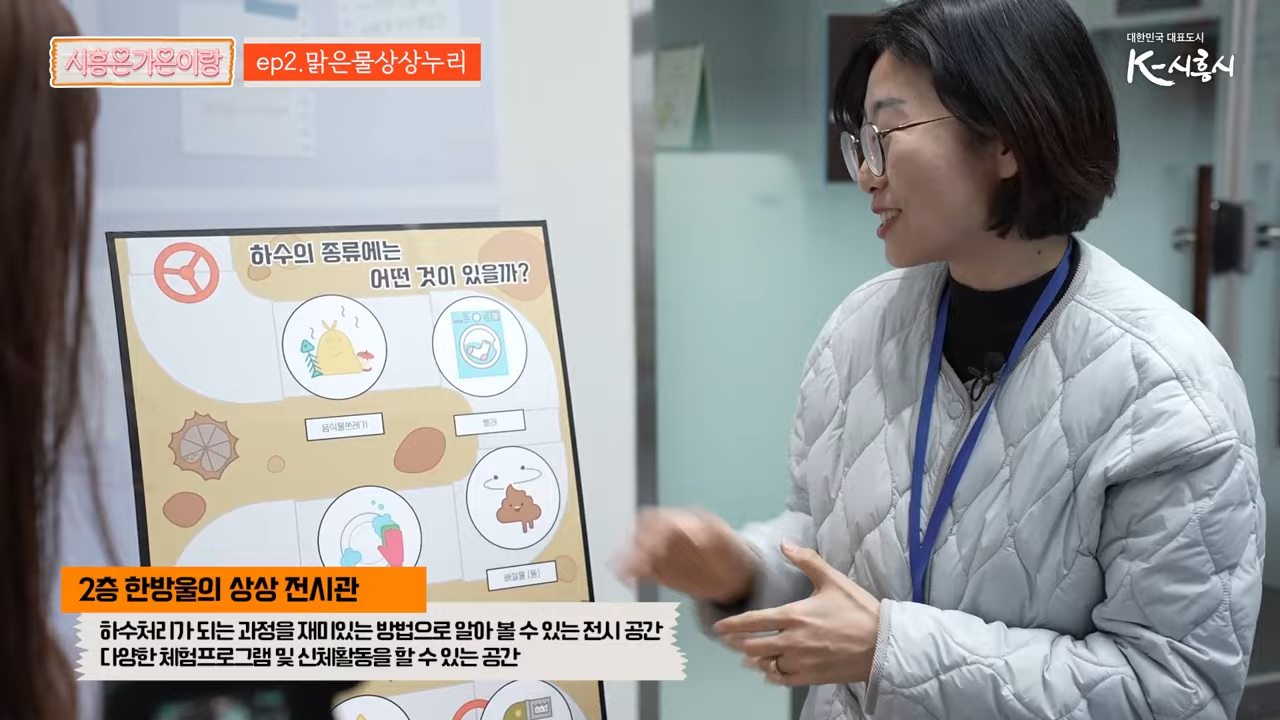 시흥은가은이랑
ep2.맑은물상상누리
대한민국 대표도시
K-시흥시
하수의 종류에는
어떤 것이 있을까?
음식물쓰레기
빨래
배설물(똥)
2층 한방울의 상상 전시관
하수처리가 되는 과정을 재미있는 방법으로 알아 볼 수 있는 전시 공간
다양한 체험프로그램 및 신체활동을 할 수 있는 공간